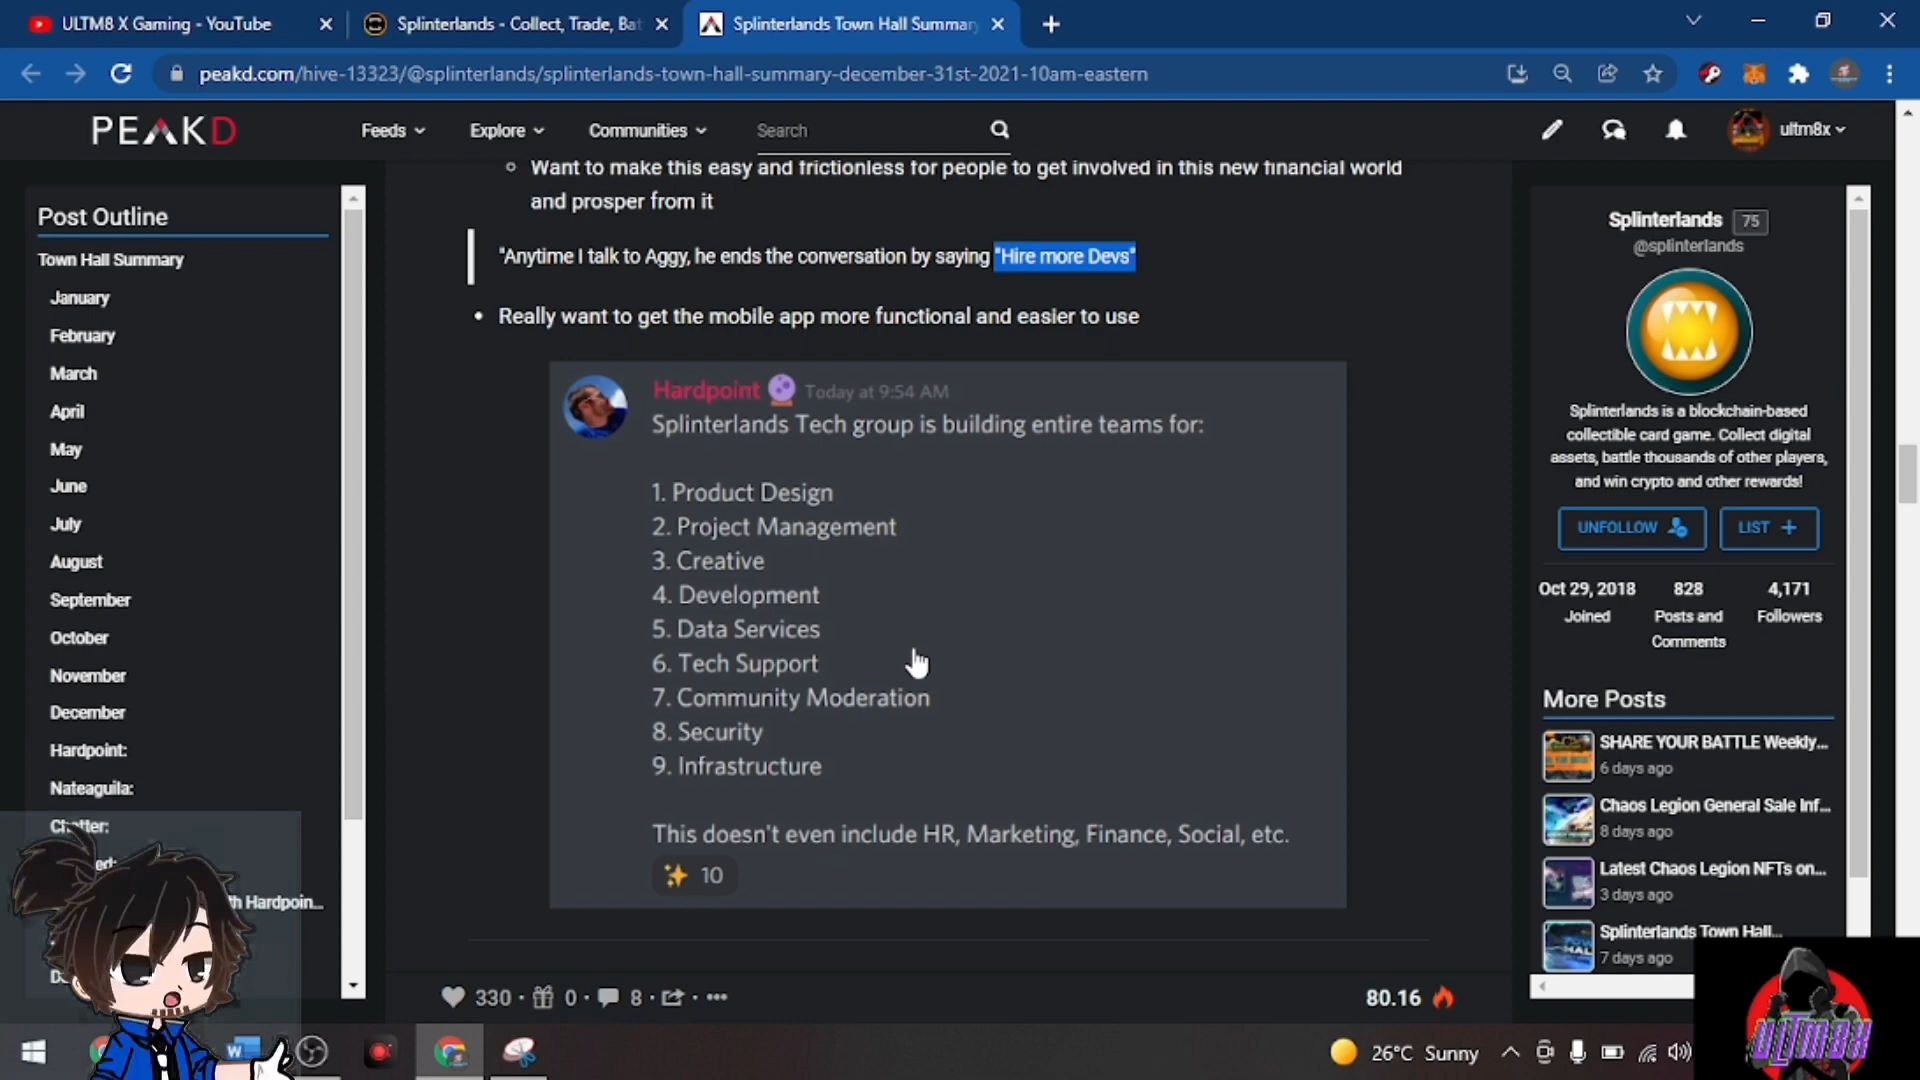 ULTM8 X Gaming - YouTube
Splinterlands - Collect, Trade, Bat
Splinterlands Town Hall Summar
peakd.com/hive-13323/@splinterlands/splinterlands-town-hall-summary-december-31st-2021-10am-eastern
PEAKD
Feeds
Explore
Communities
Search
ultm8x
Post Outline
Town Hall Summary
January
February
March
April
May
June
July
August
September
October
November
December
Hardpoint:
Nateaguila:
Chatter:
ed:
th Hardpoin...
Want to make this easy and frictionless for people to get involved in this new financial world
and prosper from it
"Anytime I talk to Aggy, he ends the conversation by saying "Hire more Devs"
Really want to get the mobile app more functional and easier to use
Hardpoint Today at 9:54 AM
Splinterlands Tech group is building entire teams for:
1. Product Design
2. Project Management
3. Creative
4. Development
5. Data Services
6. Tech Support
7. Community Moderation
8. Security
9. Infrastructure
This doesn't even include HR, Marketing, Finance, Social, etc.
10
330 · 0 · 8 · · •••
80.16
Splinterlands 75
@splinterlands
Splinterlands is a blockchain-based
collectible card game. Collect digital
assets, battle thousands of other players,
and win crypto and other rewards!
UNFOLLOW
LIST +
Oct 29, 2018 828 4,171
Joined Posts and Followers
Comments
More Posts
SHARE YOUR BATTLE Weekly...
6 days ago
Chaos Legion General Sale Inf...
8 days ago
Latest Chaos Legion NFTs on...
3 days ago
Splinterlands Town Hall...
7 days ago
26°C Sunny
ULTM8X